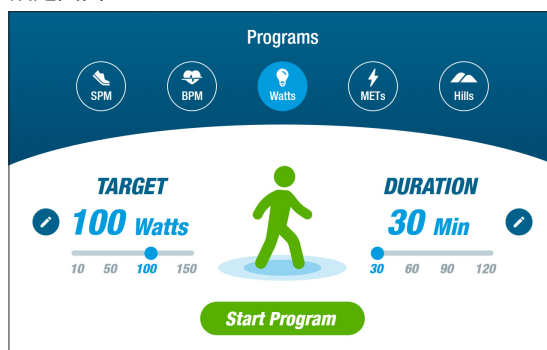 Programs
SPM BPM Watts METs Hills
TARGET DURATION
100 Watts 30 Min
10 50 100 150 30 60 90 120
Start Program